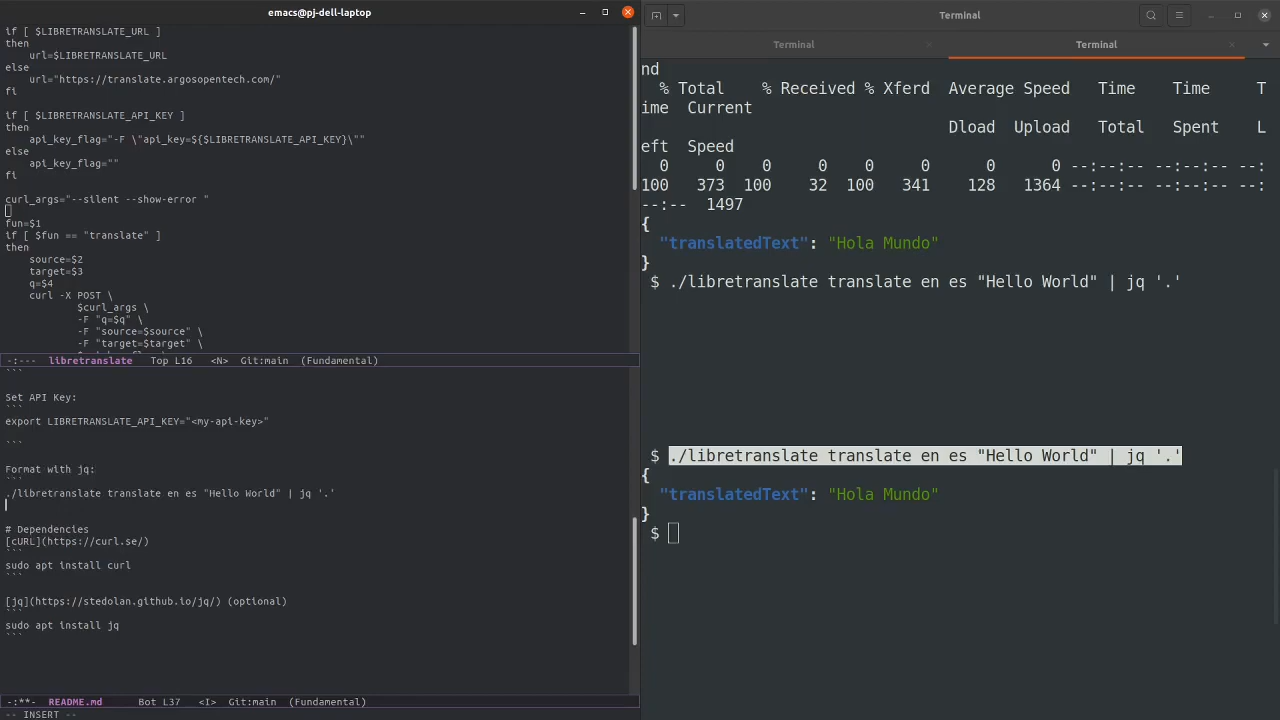 emacs@pj-dell-laptop
if [ $LIBRETRANSLATE_URL ]
then
    url=$LIBRETRANSLATE_URL
else
    url="https://translate.argosopentech.com/"
fi
if [ $LIBRETRANSLATE_API_KEY ]
then
    api_key_flag="-F \"api_key=${$LIBRETRANSLATE_API_KEY}\""
else
    api_key_flag=""
fi
curl_args="--silent --show-error "
fun=$1
if [ $fun == "translate" ]
then
    source=$2
    target=$3
    q=$4
    curl -X POST \
            $curl_args \
            -F "q=$q" \
            -F "source=$source" \
            -F "target=$target" \
-:---  libretranslate   Top L16   <N>  Git:main  (Fundamental)
```
Set API Key:
```
export LIBRETRANSLATE_API_KEY="<my-api-key>"
```
Format with jq:
```
./libretranslate translate en es "Hello World" | jq '.'
# Dependencies
[cURL](https://curl.se/)
```
sudo apt install curl
```
[jq](https://stedolan.github.io/jq/) (optional)
```
sudo apt install jq
```
-:**-  README.md      Bot L37   <I>  Git:main  (Fundamental)
-- INSERT --
Terminal
Terminal
Terminal
nd
  % Total    % Received % Xferd  Average Speed   Time    Time     T
ime  Current
                                 Dload  Upload   Total   Spent    L
eft  Speed
  0     0    0     0    0     0      0      0 --:--:-- --:--:-- --:
100   373  100    32  100   341    128   1364 --:--:-- --:--:-- --:
--:--  1497
{
  "translatedText": "Hola Mundo"
}
 $ ./libretranslate translate en es "Hello World" | jq '.'
 $ ./libretranslate translate en es "Hello World" | jq '.'
{
  "translatedText": "Hola Mundo"
}
 $